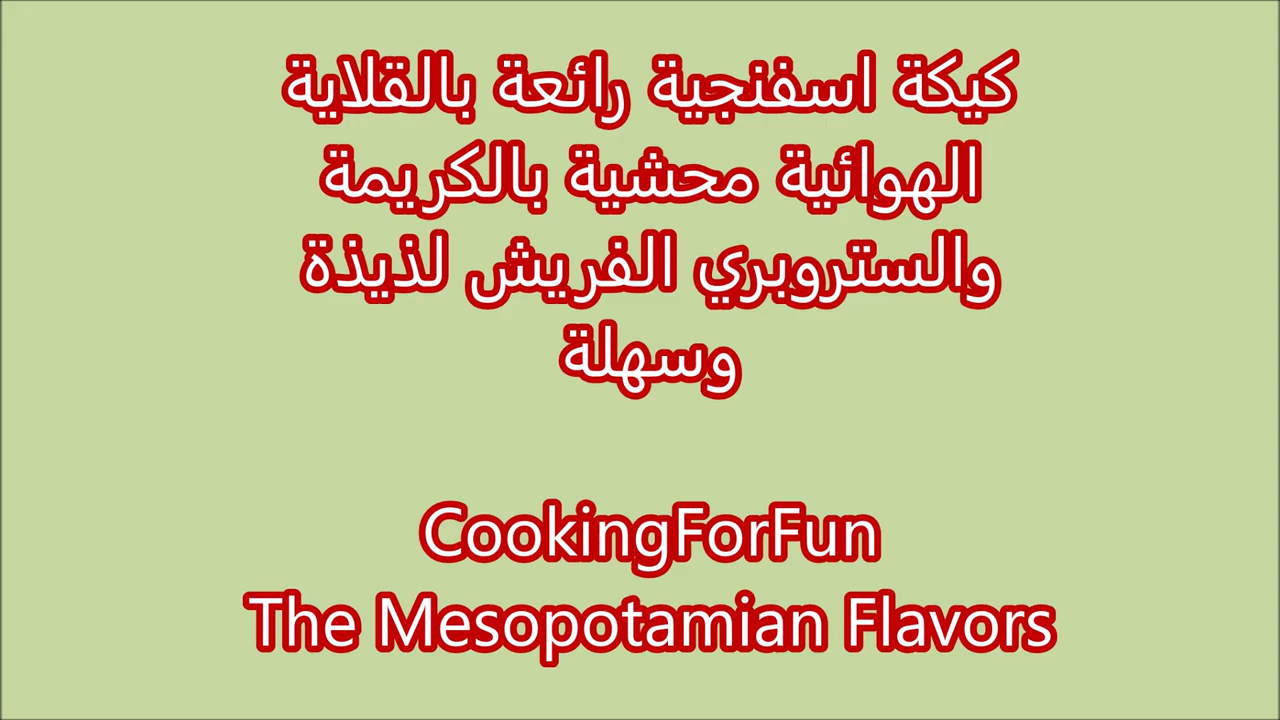 كيكة اسفنجية رائعة بالقلاية
الهوائية محشية بالكريمة
والستروبري الفريش لذيذة
وسهلة
CookingForFun
The Mesopotamian Flavors